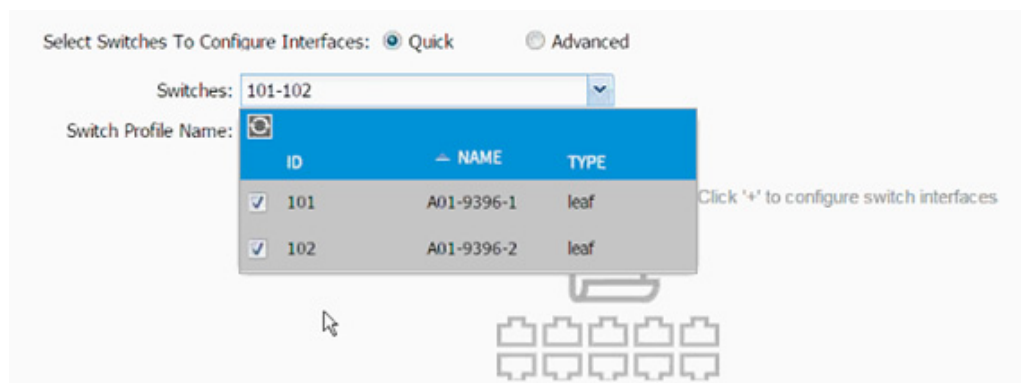 Select Switches To Configure Interfaces: Quick Advanced
Switches: 101-102
Switch Profile Name:
ID NAME TYPE
101 A01-9396-1 leaf
Click '+' to configure switch interfaces
102 A01-9396-2 leaf